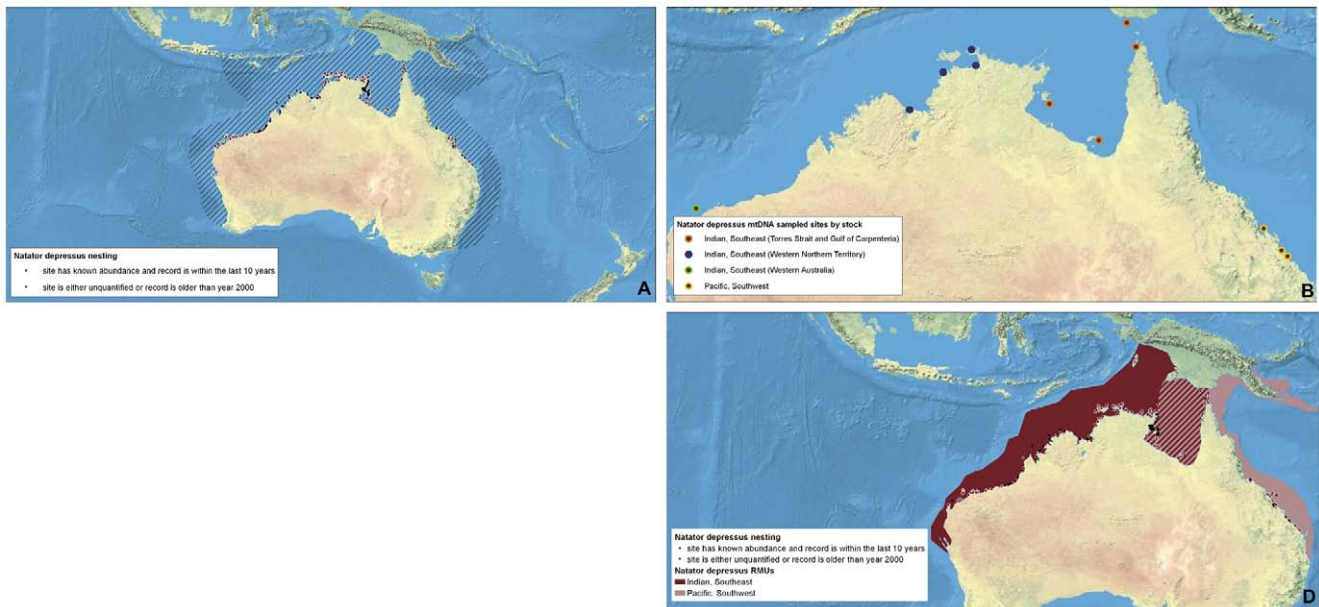 Natator depressus nesting
site has known abundance and record is within the last 10 years
site is either unquantified or record is older than year 2000
A
Natator depressus mtDNA sampled sites by stock
Indian, Southeast (Torres Strait and Gulf of Carpenteria)
Indian, Southeast (Western Northern Territory)
Indian, Southeast (Western Australia)
Pacific, Southwest
B
Natator depressus nesting
site has known abundance and record is within the last 10 years
site is either unquantified or record is older than year 2000
Natator depressus RMUs
Indian, Southeast
Pacific, Southwest
D